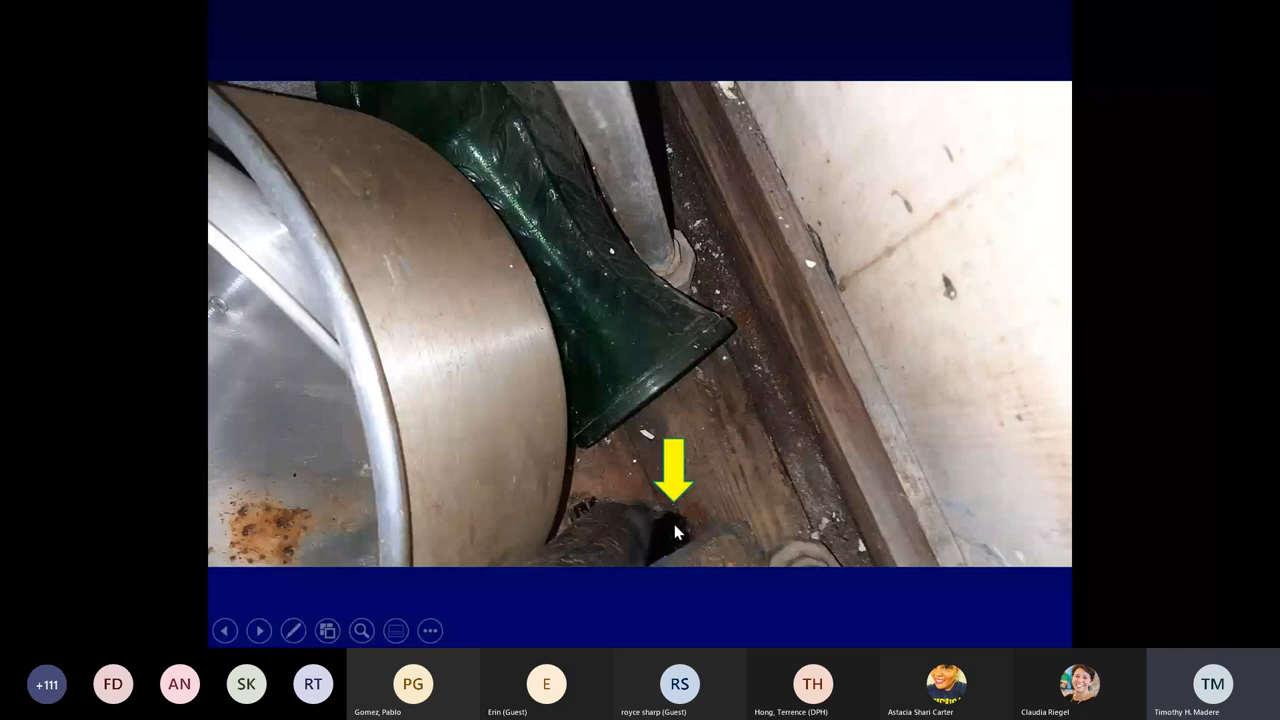 +111
FD
AN
SK
RT
PG
Gomez, Pablo
E
Erin (Guest)
RS
royce sharp (Guest)
TH
Hong, Terrence (DPH)
Astacia Shari Carter
Claudia Riegel
TM
Timothy H. Madere